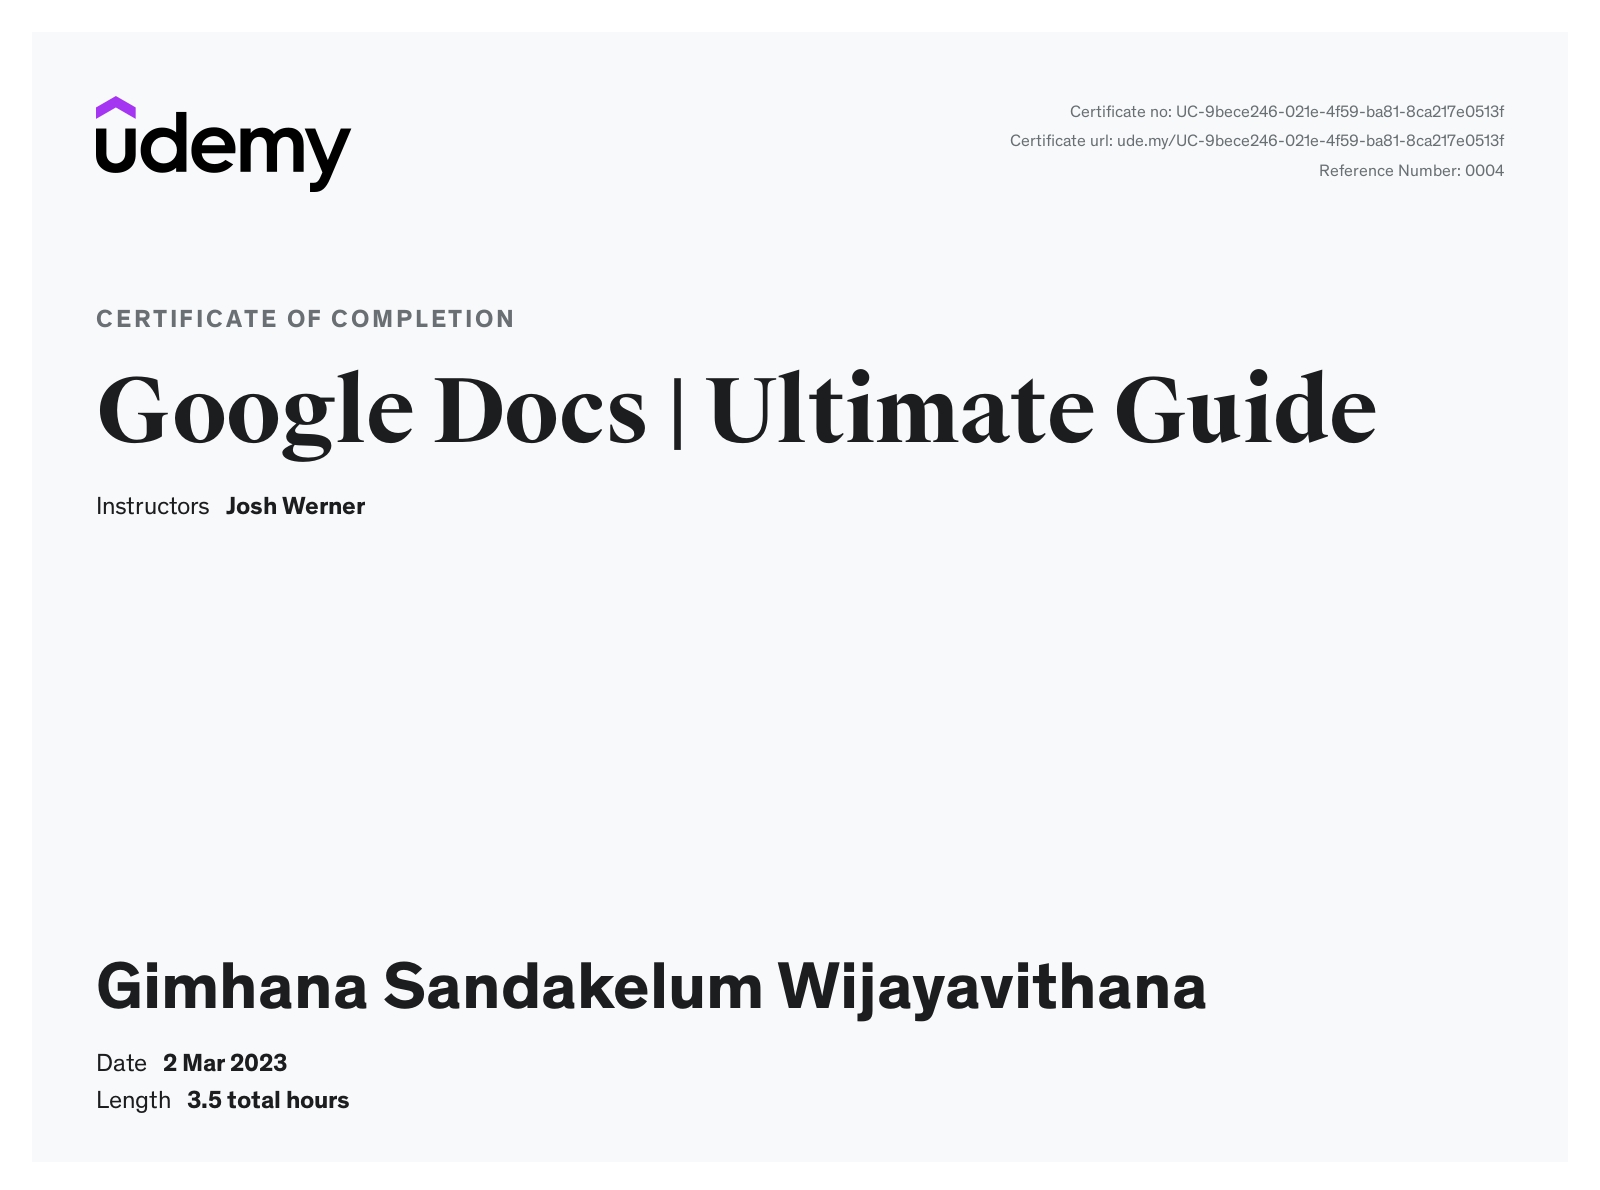 udemy
Certificate no: UC-9bece246-021e-4f59-ba81-8ca217e0513f
Certificate url: ude.my/UC-9bece246-021e-4f59-ba81-8ca217e0513f
Reference Number: 0004
CERTIFICATE OF COMPLETION
Google Docs | Ultimate Guide
Instructors Josh Werner
Gimhana Sandakelum Wijayavithana
Date 2 Mar 2023
Length 3.5 total hours